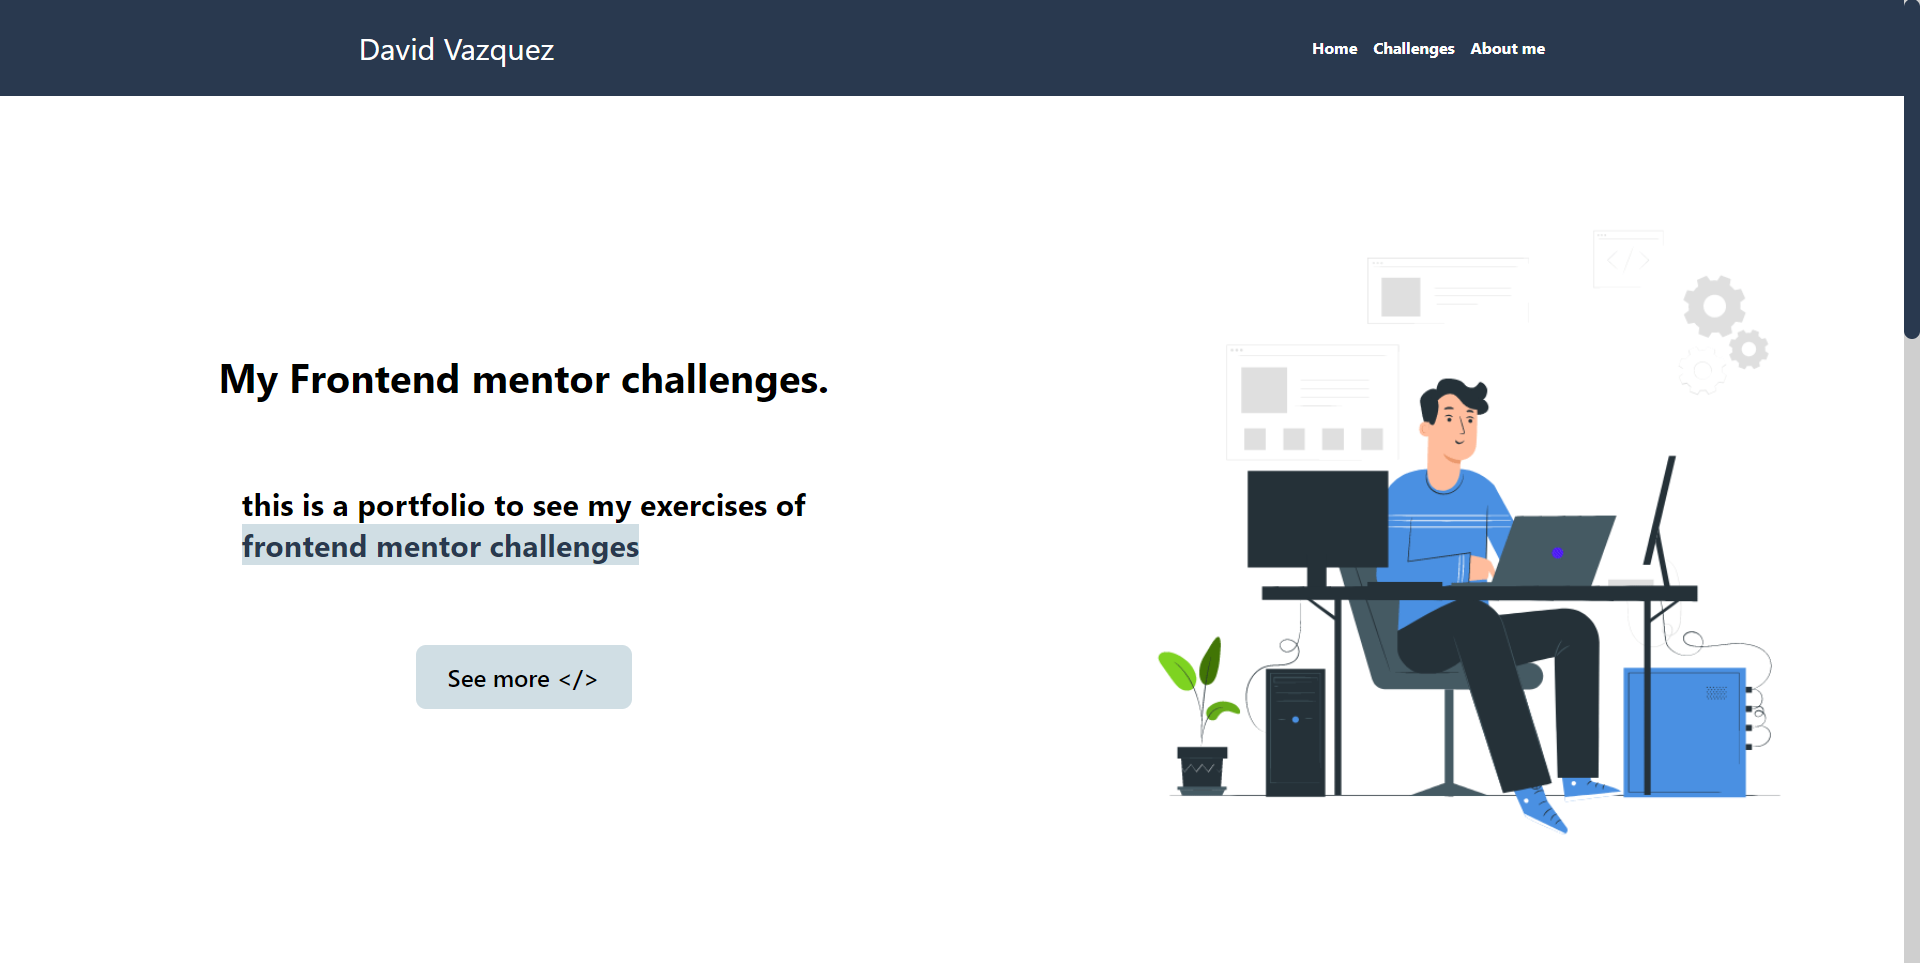 David Vazquez
Home Challenges About me
My Frontend mentor challenges.
this is a portfolio to see my exercises of
frontend mentor challenges
See more </>